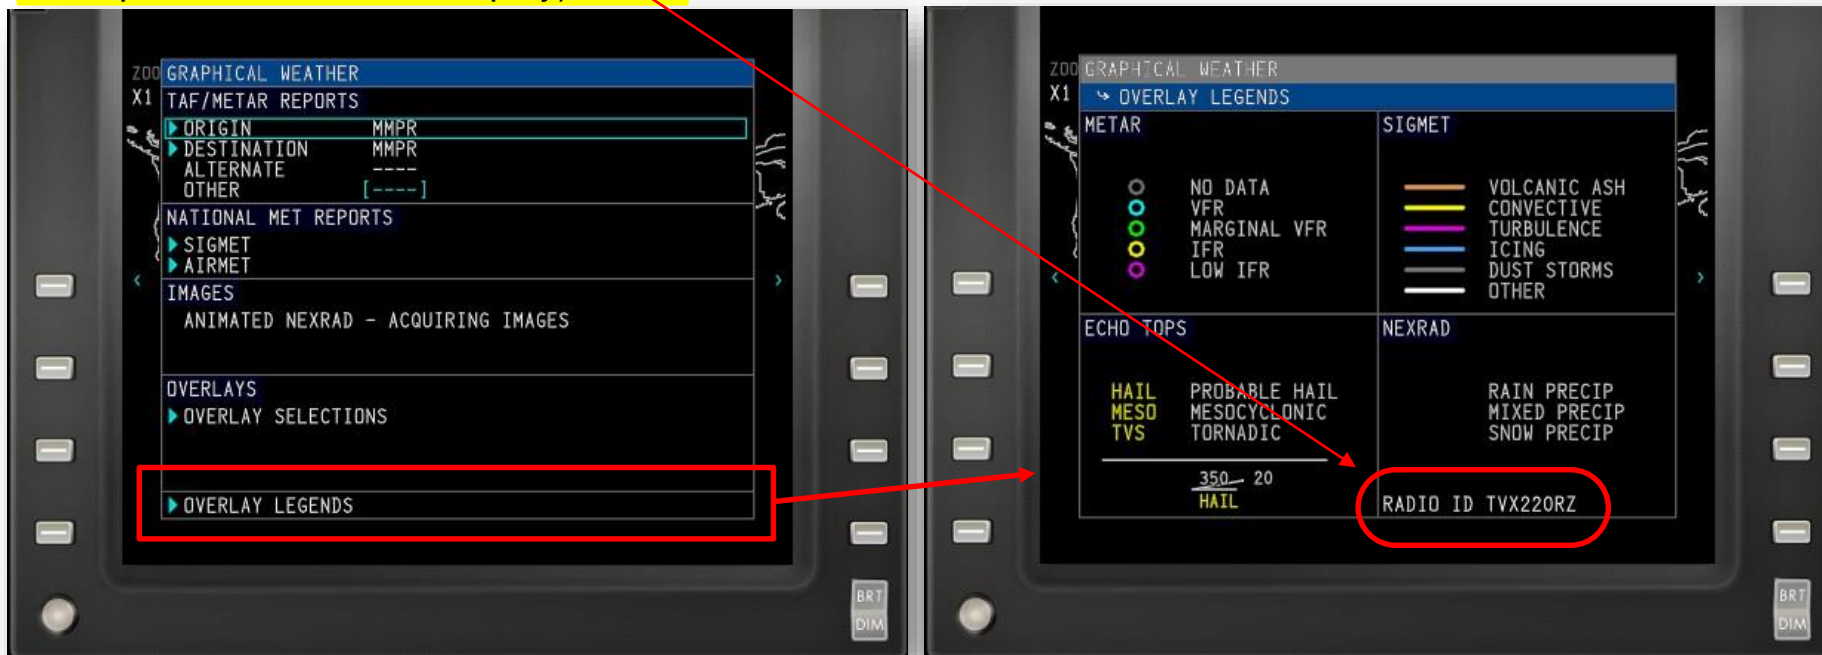 ZOO GRAPHICAL WEATHER
X1 TAF/METAR REPORTS
ORIGIN MMPR
DESTINATION MMPR
ALTERNATE ----
OTHER [----]
NATIONAL MET REPORTS
SIGMET
AIRMET
IMAGES
ANIMATED NEXRAD - ACQUIRING IMAGES
OVERLAYS
OVERLAY SELECTIONS
OVERLAY LEGENDS
BRT
DIM
ZOO GRAPHICAL WEATHER
X1 ↳ OVERLAY LEGENDS
METAR
NO DATA
VFR
MARGINAL VFR
IFR
LOW IFR
SIGMET
VOLCANIC ASH
CONVECTIVE
TURBULENCE
ICING
DUST STORMS
OTHER
ECHO TOPS
HAIL PROBABLE HAIL
MESO MESOCYCLONIC
TVS TORNADIC
350 20
HAIL
NEXRAD
RAIN PRECIP
MIXED PRECIP
SNOW PRECIP
RADIO ID TVX220RZ
BRT
DIM